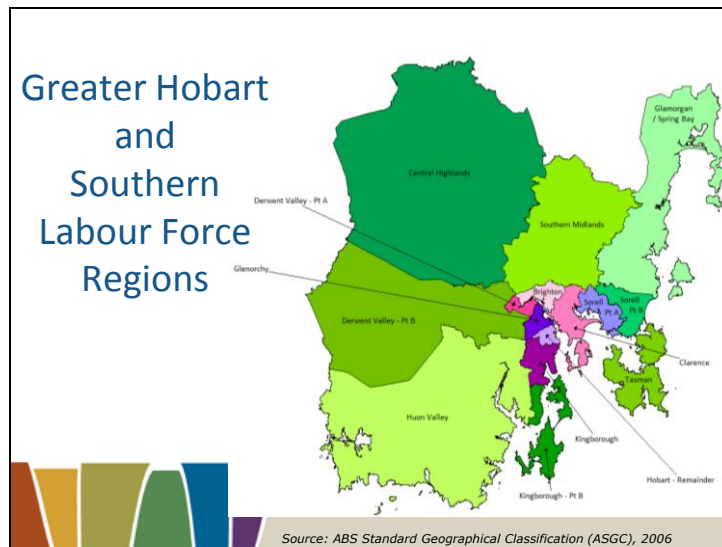 Greater Hobart
and
Southern
Labour Force
Regions
Glamorgan
/ Spring Bay
Central Highlands
Derwent Valley - Pt A
Southern Midlands
Glenorchy
Brighton
Sorell
Pt A
Sorell
Pt B
Derwent Valley - Pt B
Clarence
Tasman
Huon Valley
Kingborough
Hobart - Remainder
Kingborough - Pt B
Source: ABS Standard Geographical Classification (ASGC), 2006